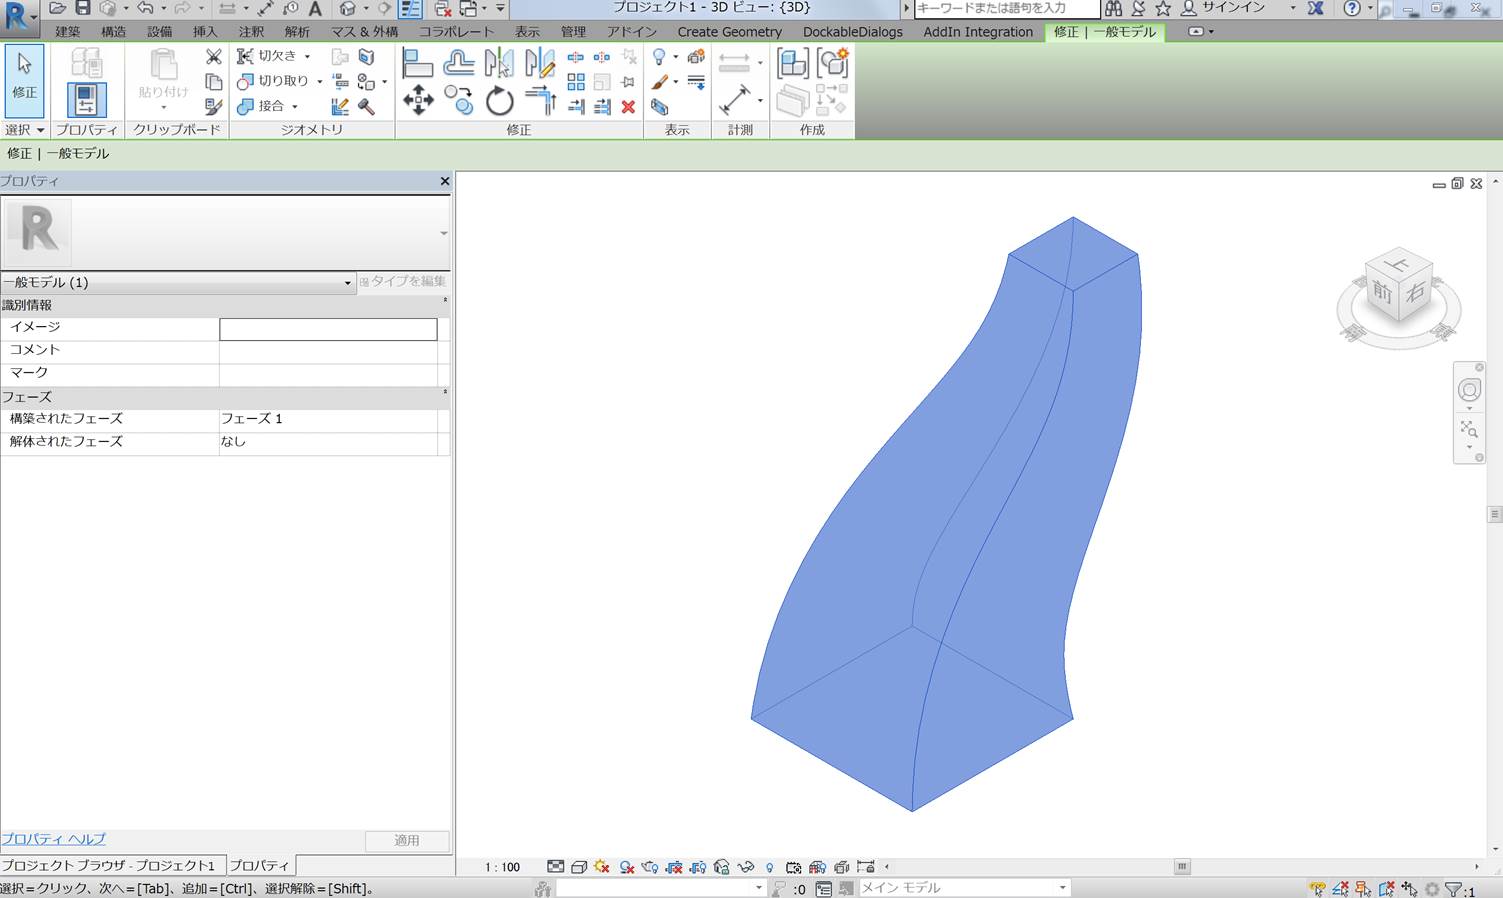 プロジェクト1 - 3D ビュー: {3D}
キーワードまたは語句を入力
サインイン
建築 構造 設備 挿入 注釈 解析 マス & 外構 コラボレート 表示 管理 アドイン Create Geometry DockableDialogs AddIn Integration 修正 | 一般モデル
修正
貼り付け
切欠き
切り取り
接合
選択 プロパティ クリップボード ジオメトリ 修正 表示 計測 作成
修正 | 一般モデル
プロパティ
R
一般モデル (1)
タイプを編集
識別情報
イメージ
コメント
マーク
フェーズ
構築されたフェーズ フェーズ 1
解体されたフェーズ なし
上
前
右
プロパティ ヘルプ
適用
プロジェクト ブラウザ - プロジェクト1
プロパティ
1 : 100
選択＝クリック、次へ＝[Tab]、追加＝[Ctrl]、選択解除＝[Shift]。
:0
メイン モデル
:1